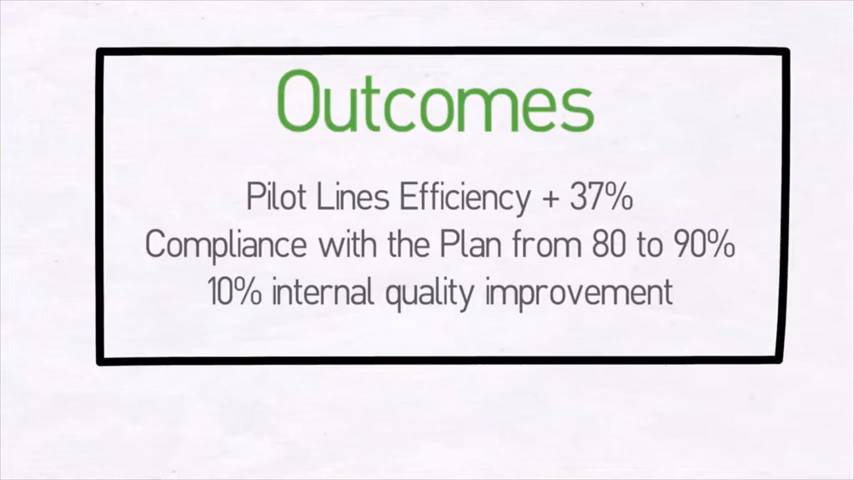 Outcomes
Pilot Lines Efficiency + 37%
Compliance with the Plan from 80 to 90%
10% internal quality improvement